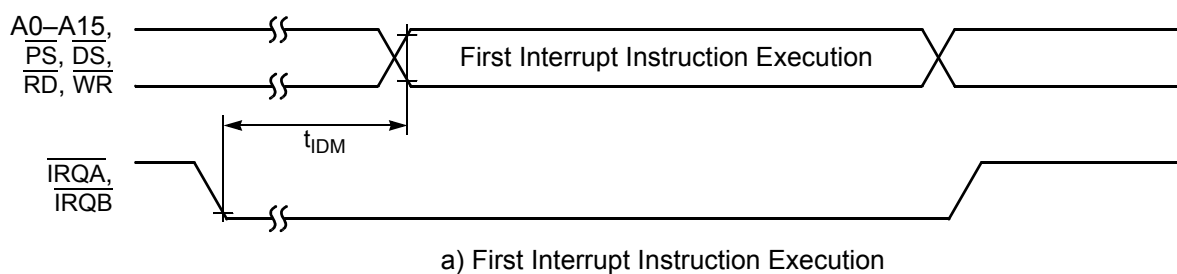 A0–A15,
PS, DS,
RD, WR
First Interrupt Instruction Execution
tIDM
IRQA,
IRQB
a) First Interrupt Instruction Execution